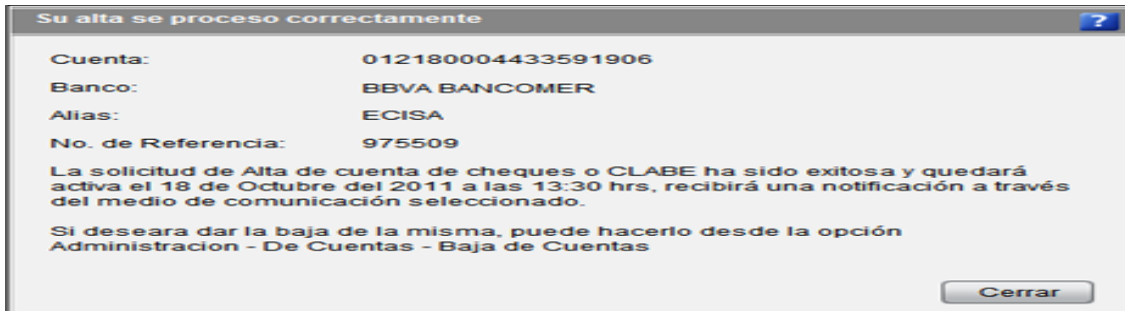 Su alta se proceso correctamente
?
Cuenta: 012180004433591906
Banco: BBVA BANCOMER
Alias: ECISA
No. de Referencia: 975509
La solicitud de Alta de cuenta de cheques o CLABE ha sido exitosa y quedará
activa el 18 de Octubre del 2011 a las 13:30 hrs, recibirá una notificación a través
del medio de comunicación seleccionado.
Si deseara dar la baja de la misma, puede hacerlo desde la opción
Administracion - De Cuentas - Baja de Cuentas
Cerrar